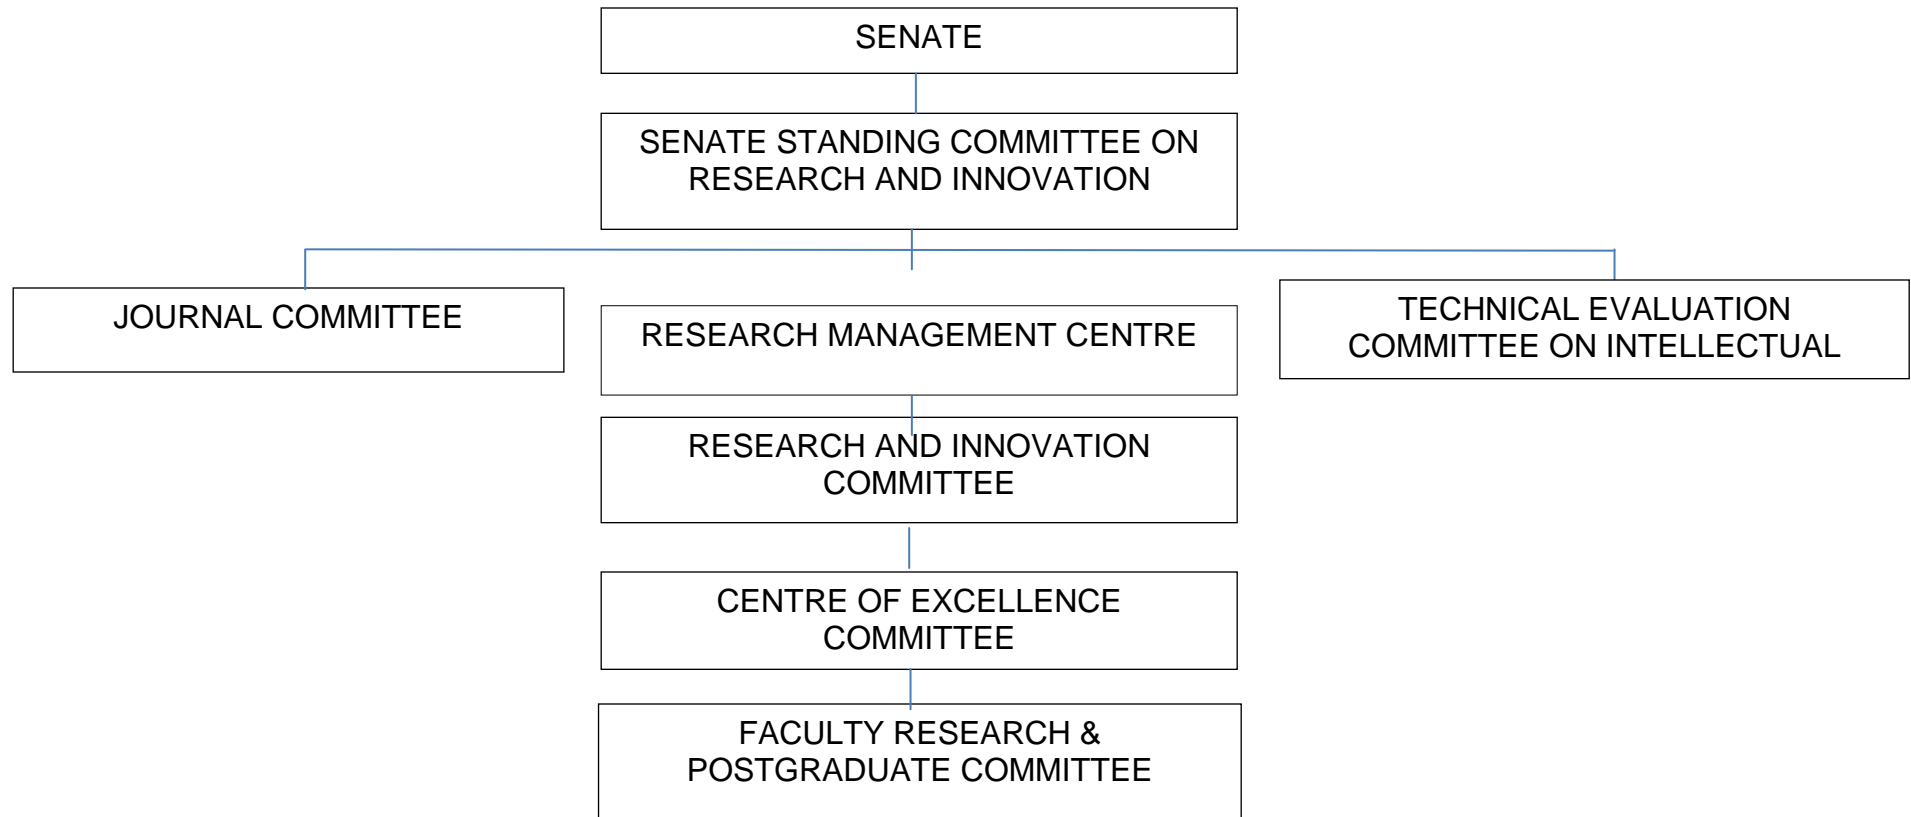 SENATE
SENATE STANDING COMMITTEE ON
RESEARCH AND INNOVATION
JOURNAL COMMITTEE
RESEARCH MANAGEMENT CENTRE
TECHNICAL EVALUATION
COMMITTEE ON INTELLECTUAL
RESEARCH AND INNOVATION
COMMITTEE
CENTRE OF EXCELLENCE
COMMITTEE
FACULTY RESEARCH &
POSTGRADUATE COMMITTEE